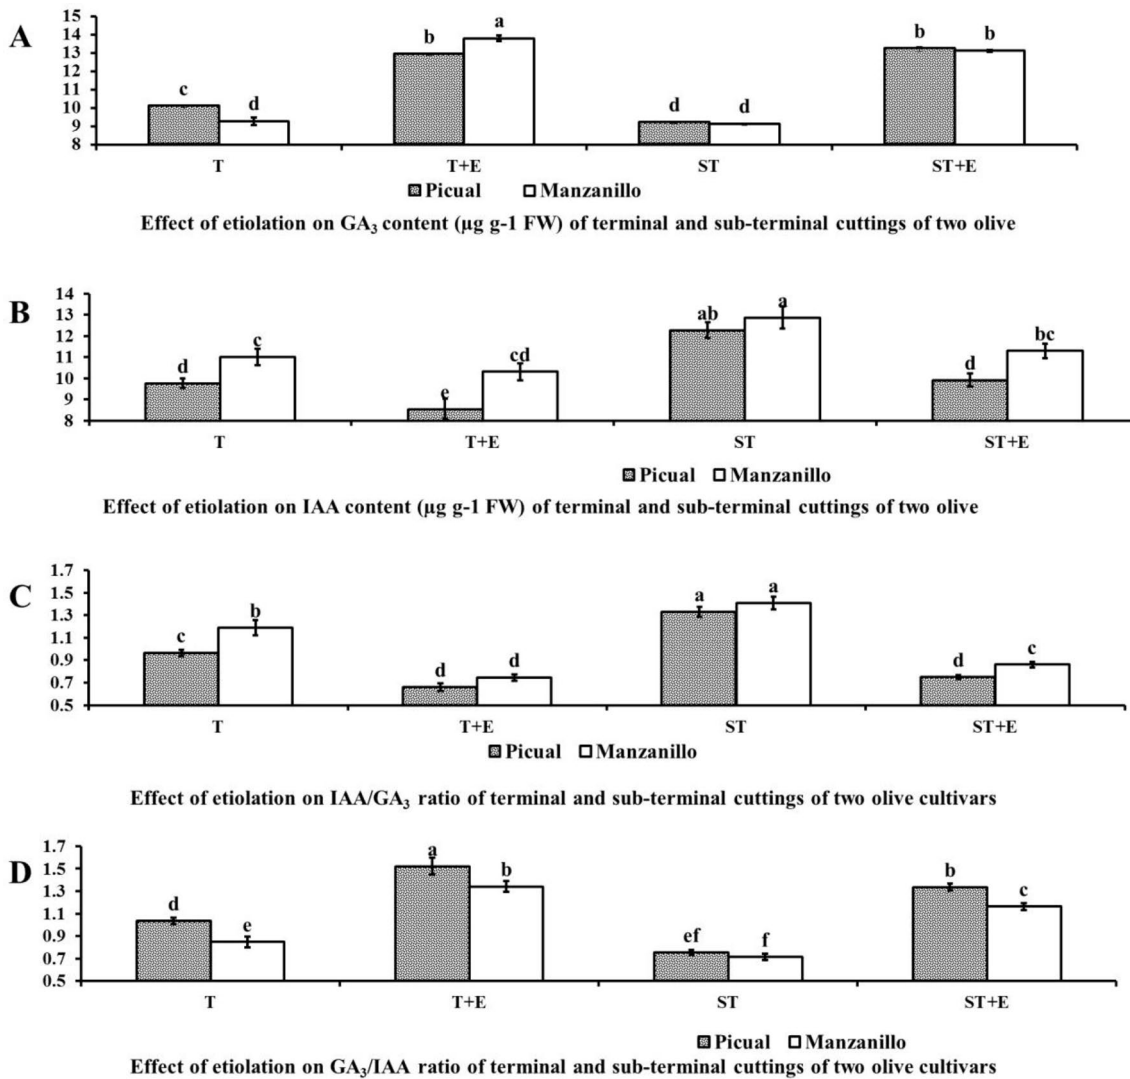 A
15
14
13
12
11
10
9
8
c d b a d d b b
T T+E ST ST+E
Picual Manzanillo
Effect of etiolation on GA₃ content (µg g-1 FW) of terminal and sub-terminal cuttings of two olive
B
14
13
12
11
10
9
8
d c e cd ab a d bc
T T+E ST ST+E
Picual Manzanillo
Effect of etiolation on IAA content (µg g-1 FW) of terminal and sub-terminal cuttings of two olive
C
1.7
1.5
1.3
1.1
0.9
0.7
0.5
c b d d a a d c
T T+E ST ST+E
Picual Manzanillo
Effect of etiolation on IAA/GA₃ ratio of terminal and sub-terminal cuttings of two olive cultivars
D
1.7
1.5
1.3
1.1
0.9
0.7
0.5
d e a b ef f b c
T T+E ST ST+E
Picual Manzanillo
Effect of etiolation on GA₃/IAA ratio of terminal and sub-terminal cuttings of two olive cultivars